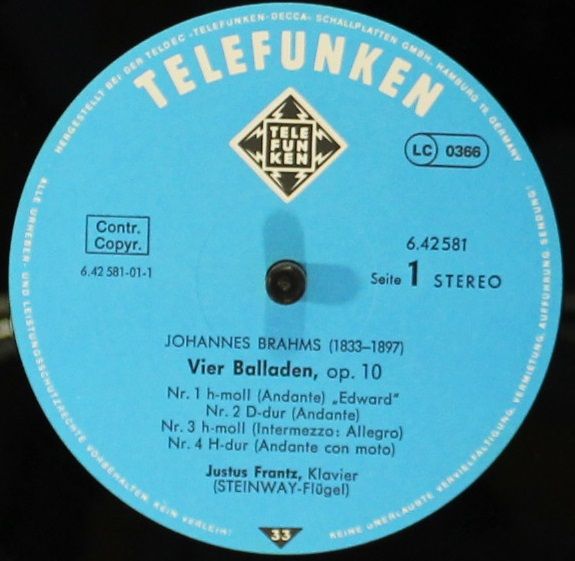 HERGESTELLT BEI DER TELDEC »TELEFUNKEN-DECCA« SCHALLPLATTEN GMBH, HAMBURG 19, GERMANY
TELEFUNKEN
TELE
FUN
KEN
LC 0366
Contr.
Copyr.
6.42 581-01-1
6.42581
Seite 1 STEREO
JOHANNES BRAHMS (1833–1897)
Vier Balladen, op. 10
Nr. 1 h-moll (Andante) „Edward“
Nr. 2 D-dur (Andante)
Nr. 3 h-moll (Intermezzo: Allegro)
Nr. 4 H-dur (Andante con moto)
Justus Frantz, Klavier
(STEINWAY-Flügel)
33
ALLE URHEBER- UND LEISTUNGSSCHUTZRECHTE VORBEHALTEN. KEIN VERLEIH!
KEINE UNERLAUBTE VERVIELFÄLTIGUNG, VERMIETUNG, AUFFÜHRUNG, SENDUNG!